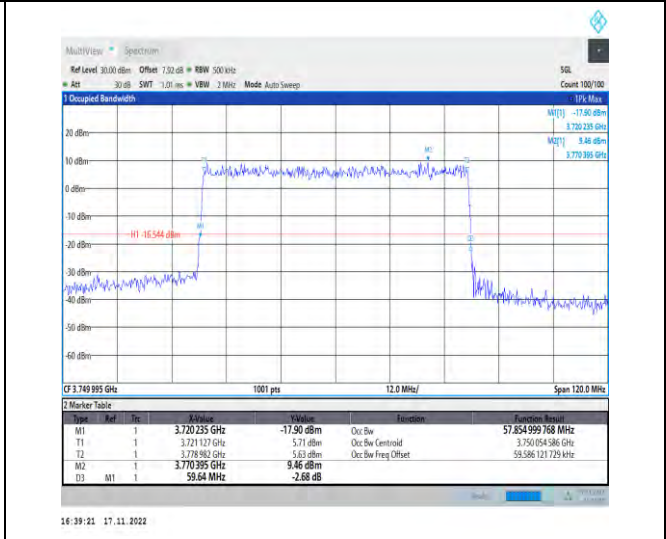 MultiView Spectrum
Ref Level 30.00 dBm Offset 7.92 dB RBW 500 kHz SGL
Att 30 dB SWT 1.01 ms VBW 2 MHz Mode Auto Sweep Count 100/100
1 Occupied Bandwidth 1Pk Max
M1[1] -17.90 dBm
3.720 235 GHz
M2[1] 9.46 dBm
3.770 395 GHz
20 dBm
10 dBm
0 dBm
-10 dBm
H1 -16.544 dBm
-20 dBm
-30 dBm
-40 dBm
-50 dBm
-60 dBm
CF 3.749 995 GHz 1001 pts 12.0 MHz/ Span 120.0 MHz
2 Marker Table
Type Ref Trc X-Value Y-Value Function Function Result
M1 1 3.720 235 GHz -17.90 dBm Occ Bw 57.854 999 768 MHz
T1 1 3.721 127 GHz 5.71 dBm Occ Bw Centroid 3.750 054 586 GHz
T2 1 3.778 982 GHz 5.63 dBm Occ Bw Freq Offset 59.586 121 729 kHz
M2 1 3.770 395 GHz 9.46 dBm
D3 M1 1 59.64 MHz -2.68 dB
16:39:21 17.11.2022